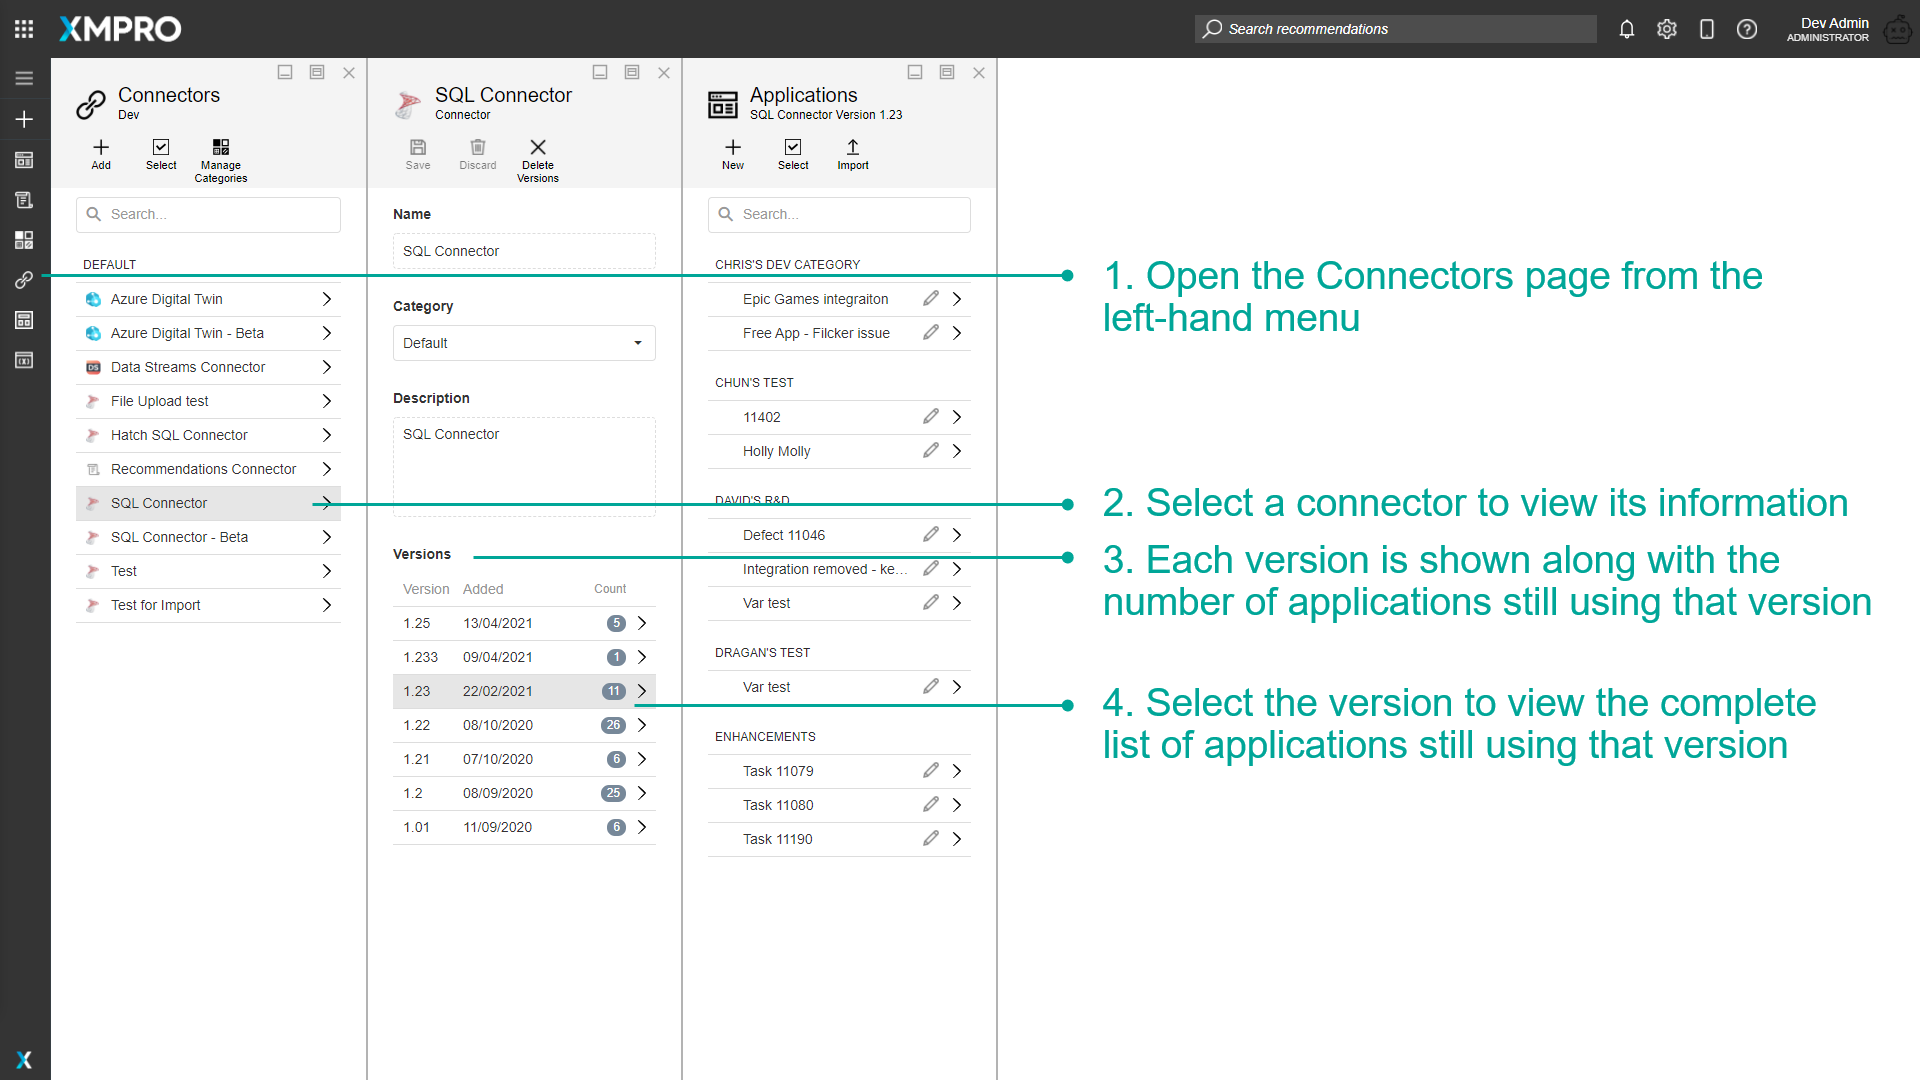 XMPRO
Search recommendations
Dev Admin
ADMINISTRATOR
Connectors
Dev
Add
Select
Manage
Categories
Search...
DEFAULT
Azure Digital Twin
Azure Digital Twin - Beta
DS Data Streams Connector
File Upload test
Hatch SQL Connector
Recommendations Connector
SQL Connector
SQL Connector - Beta
Test
Test for Import
SQL Connector
Connector
Save
Discard
Delete
Versions
Name
SQL Connector
Category
Default
Description
SQL Connector
Versions
Version Added Count
1.25 13/04/2021 5
1.233 09/04/2021 1
1.23 22/02/2021 11
1.22 08/10/2020 26
1.21 07/10/2020 6
1.2 08/09/2020 25
1.01 11/09/2020 6
Applications
SQL Connector Version 1.23
New
Select
Import
Search...
CHRIS'S DEV CATEGORY
Epic Games integraiton
Free App - Filcker issue
CHUN'S TEST
11402
Holly Molly
DAVID'S R&D
Defect 11046
Integration removed - ke...
Var test
DRAGAN'S TEST
Var test
ENHANCEMENTS
Task 11079
Task 11080
Task 11190
1. Open the Connectors page from the
left-hand menu
2. Select a connector to view its information
3. Each version is shown along with the
number of applications still using that version
4. Select the version to view the complete
list of applications still using that version